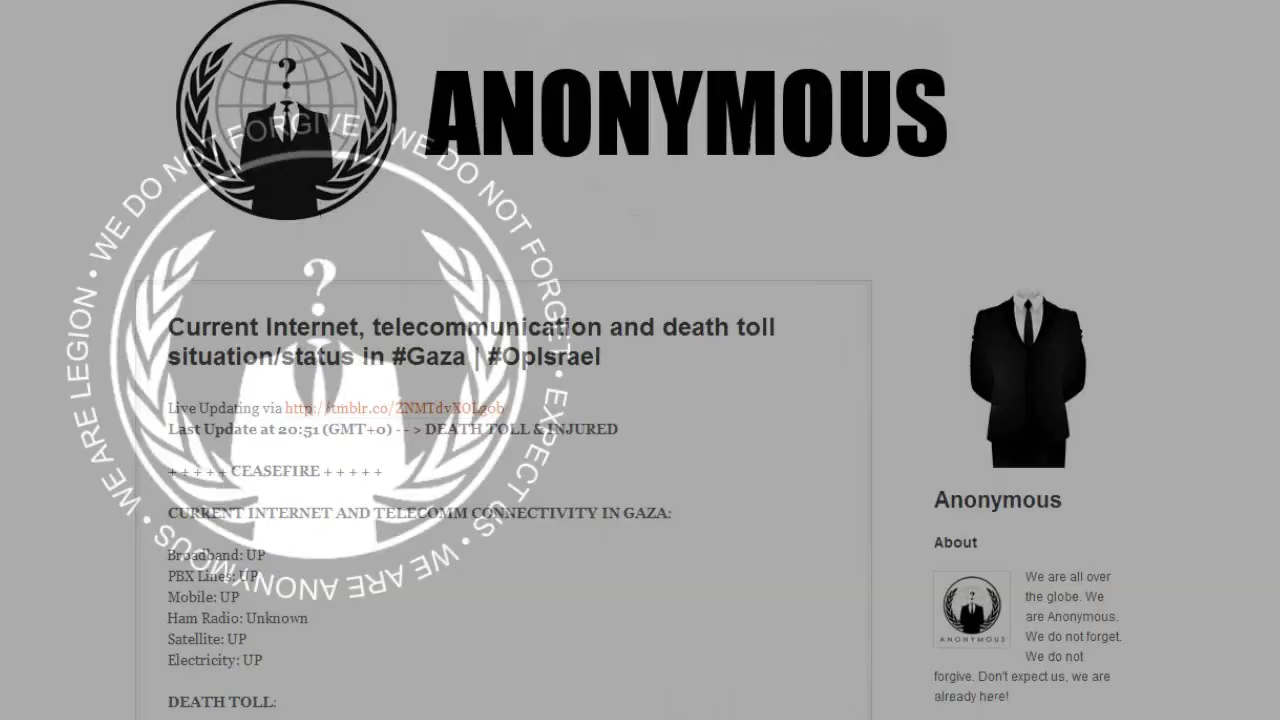 ?
ANONYMOUS
WE ARE ANONYMOUS • WE ARE LEGION • WE DO NOT FORGIVE • WE DO NOT FORGET • EXPECT US •
?
Current Internet, telecommunication and death toll
situation/status in #Gaza | #OpIsrael
Live Updating via http://tmblr.co/ZNMTdvX0Lgob
Last Update at 20:51 (GMT+0) - - > DEATH TOLL & INJURED
+ + + + + CEASEFIRE + + + + +
CURRENT INTERNET AND TELECOMM CONNECTIVITY IN GAZA:
Broadband: UP
PBX Lines: UP
Mobile: UP
Ham Radio: Unknown
Satellite: UP
Electricity: UP
DEATH TOLL:
Anonymous
About
?
ANONYMOUS
We are all over
the globe. We
are Anonymous.
We do not forget.
We do not
forgive. Don't expect us, we are
already here!